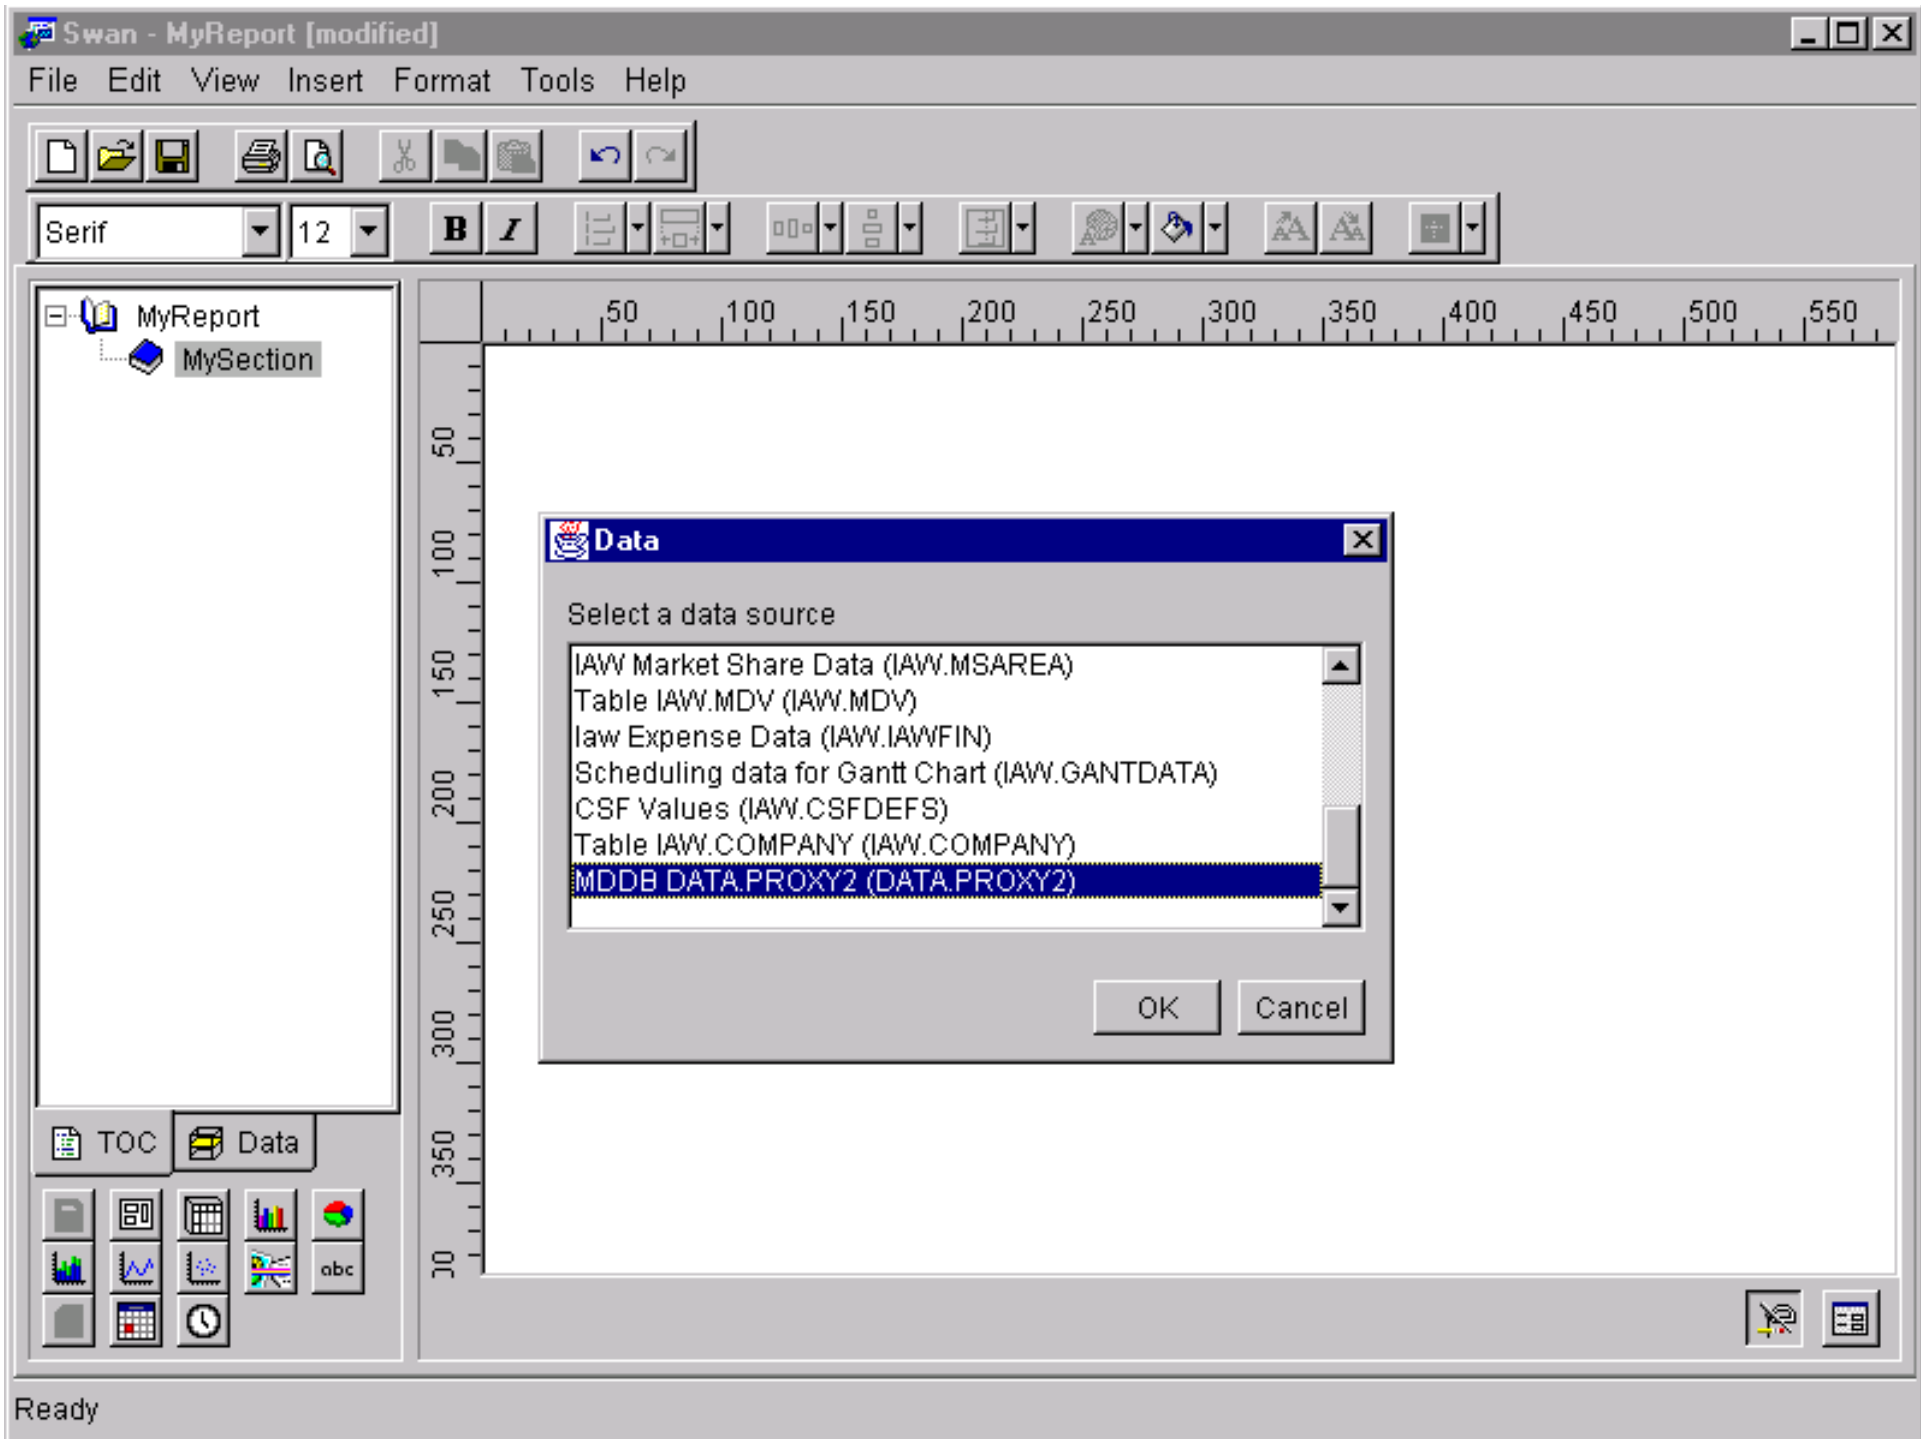 Swan - MyReport [modified]
File Edit View Insert Format Tools Help
Serif 12 B I
MyReport
MySection
50 100 150 200 250 300 350 400 450 500 550
50
100
150
200
250
300
350
00
Data
Select a data source
IAW Market Share Data (IAW.MSAREA)
Table IAW.MDV (IAW.MDV)
Iaw Expense Data (IAW.IAWFIN)
Scheduling data for Gantt Chart (IAW.GANTDATA)
CSF Values (IAW.CSFDEFS)
Table IAW.COMPANY (IAW.COMPANY)
MDDB DATA.PROXY2 (DATA.PROXY2)
OK Cancel
TOC Data
abc
Ready